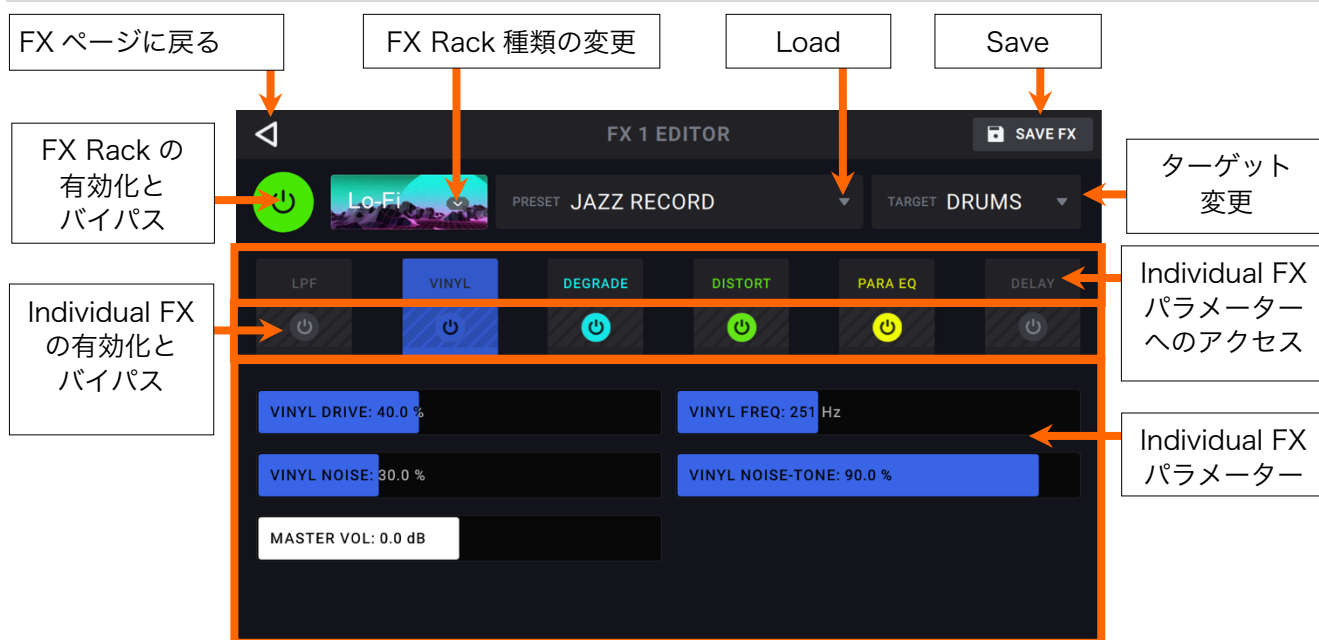 FX ページに戻る
FX Rack 種類の変更
Load
Save
FX Rack の
有効化と
バイパス
FX 1 EDITOR
SAVE FX
Lo-Fi
PRESET JAZZ RECORD
TARGET DRUMS
ターゲット
変更
LPF
VINYL
DEGRADE
DISTORT
PARA EQ
DELAY
Individual FX
パラメーター
へのアクセス
Individual FX
の有効化と
バイパス
VINYL DRIVE: 40.0 %
VINYL FREQ: 251 Hz
VINYL NOISE: 30.0 %
VINYL NOISE-TONE: 90.0 %
MASTER VOL: 0.0 dB
Individual FX
パラメーター